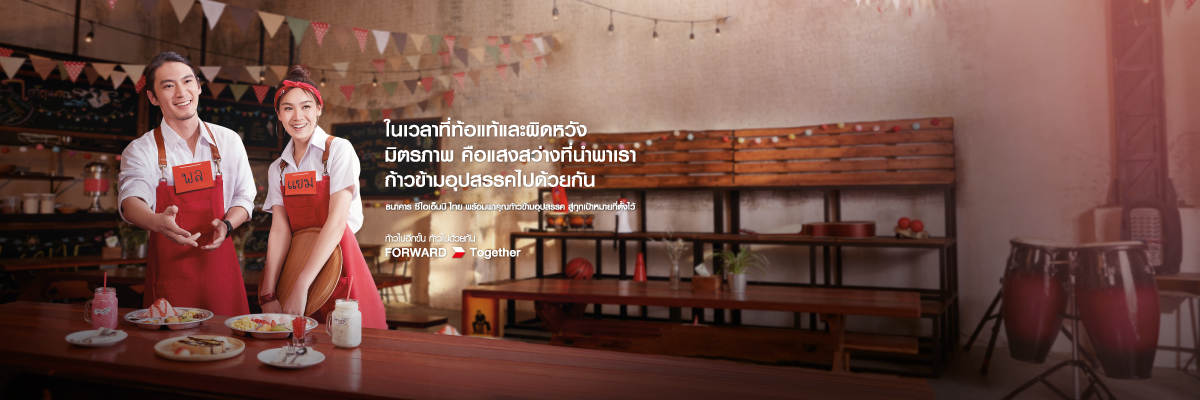 ในเวลาที่ท้อแท้และผิดหวัง
มิตรภาพ คือแสงสว่างที่นำพาเรา
ก้าวข้ามอุปสรรคไปด้วยกัน
ธนาคาร ซีไอเอ็มบี ไทย พร้อมพาคุณก้าวข้ามอุปสรรค สู่ทุกเป้าหมายที่ตั้งไว้
ก้าวไปอีกขั้น ก้าวไปด้วยกัน
FORWARD Together
พล
แยม